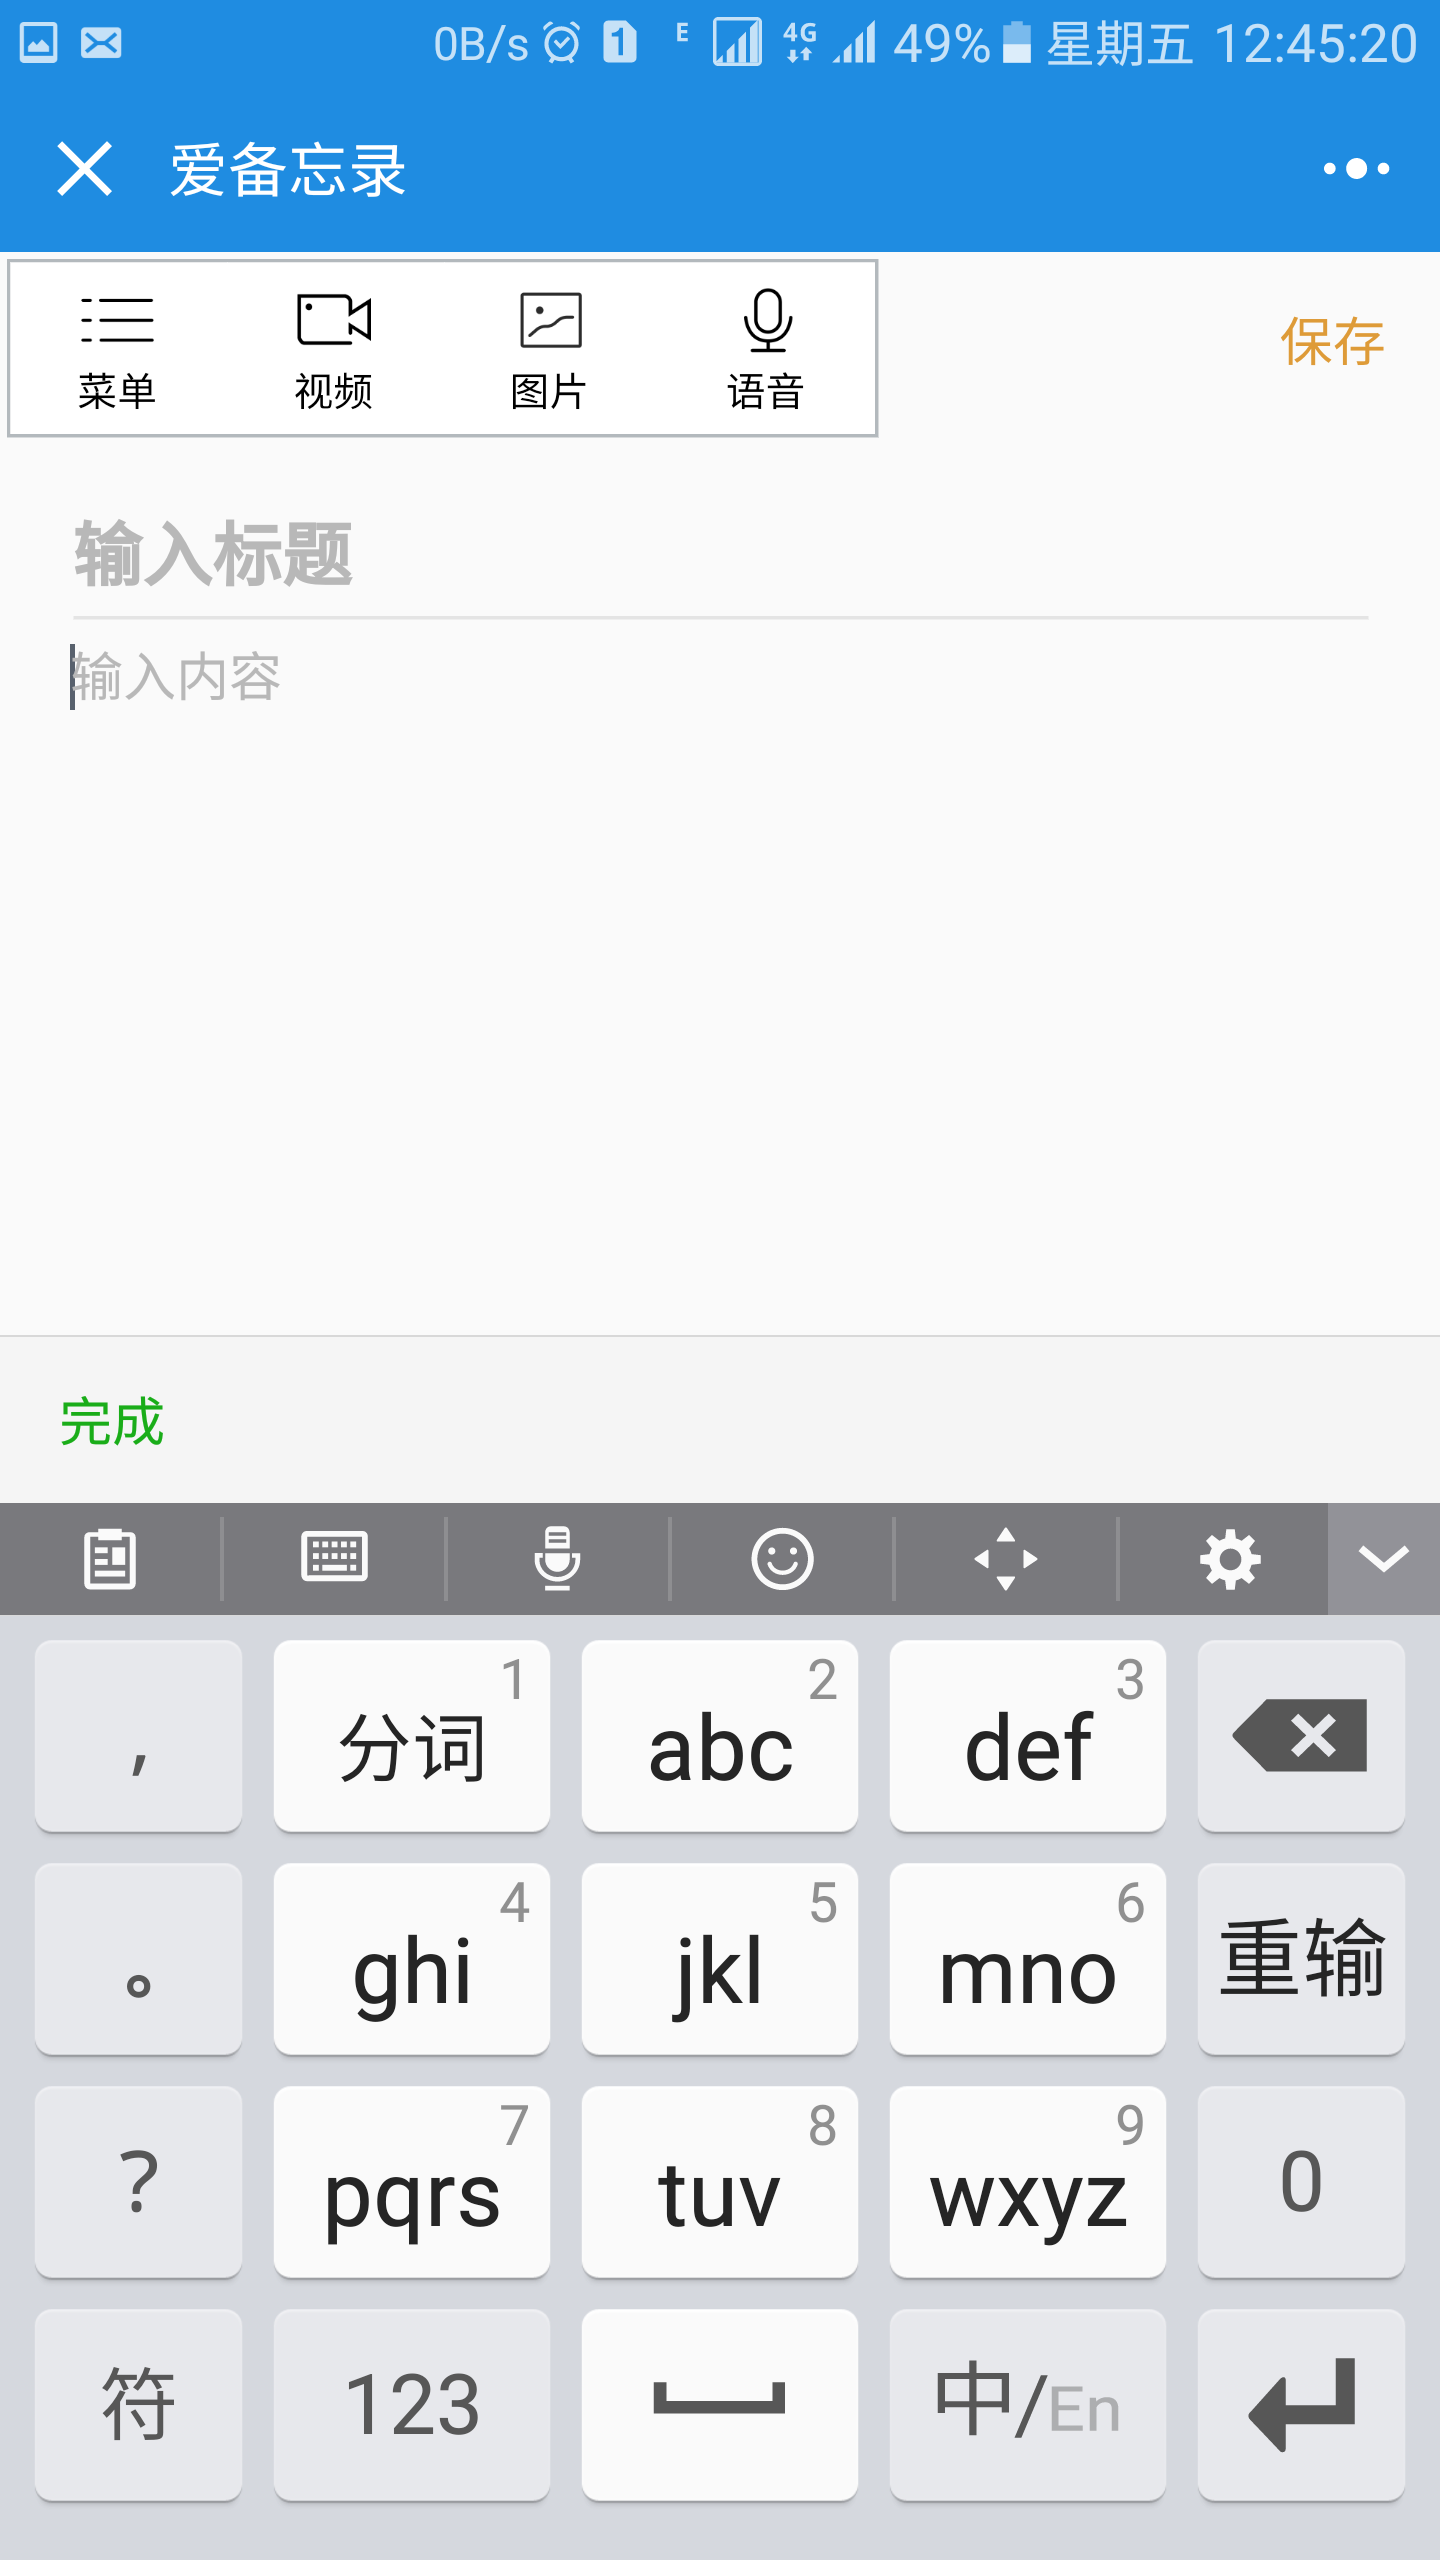 0B/s 1 E 4G 49% 星期五 12:45:20
爱备忘录
菜单 视频 图片 语音
保存
输入标题
输入内容
完成
, 分词 1 abc 2 def 3
。 ghi 4 jkl 5 mno 6 重输
? pqrs 7 tuv 8 wxyz 9 0
符 123 中/En